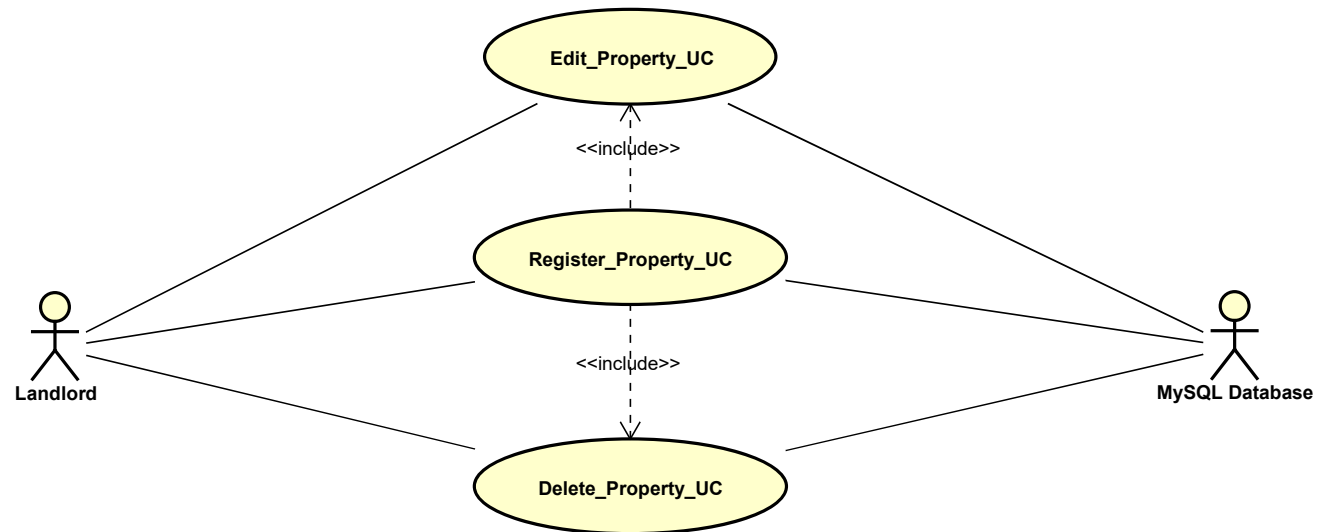 Edit_Property_UC
<<include>>
Register_Property_UC
<<include>>
Landlord
MySQL Database
Delete_Property_UC